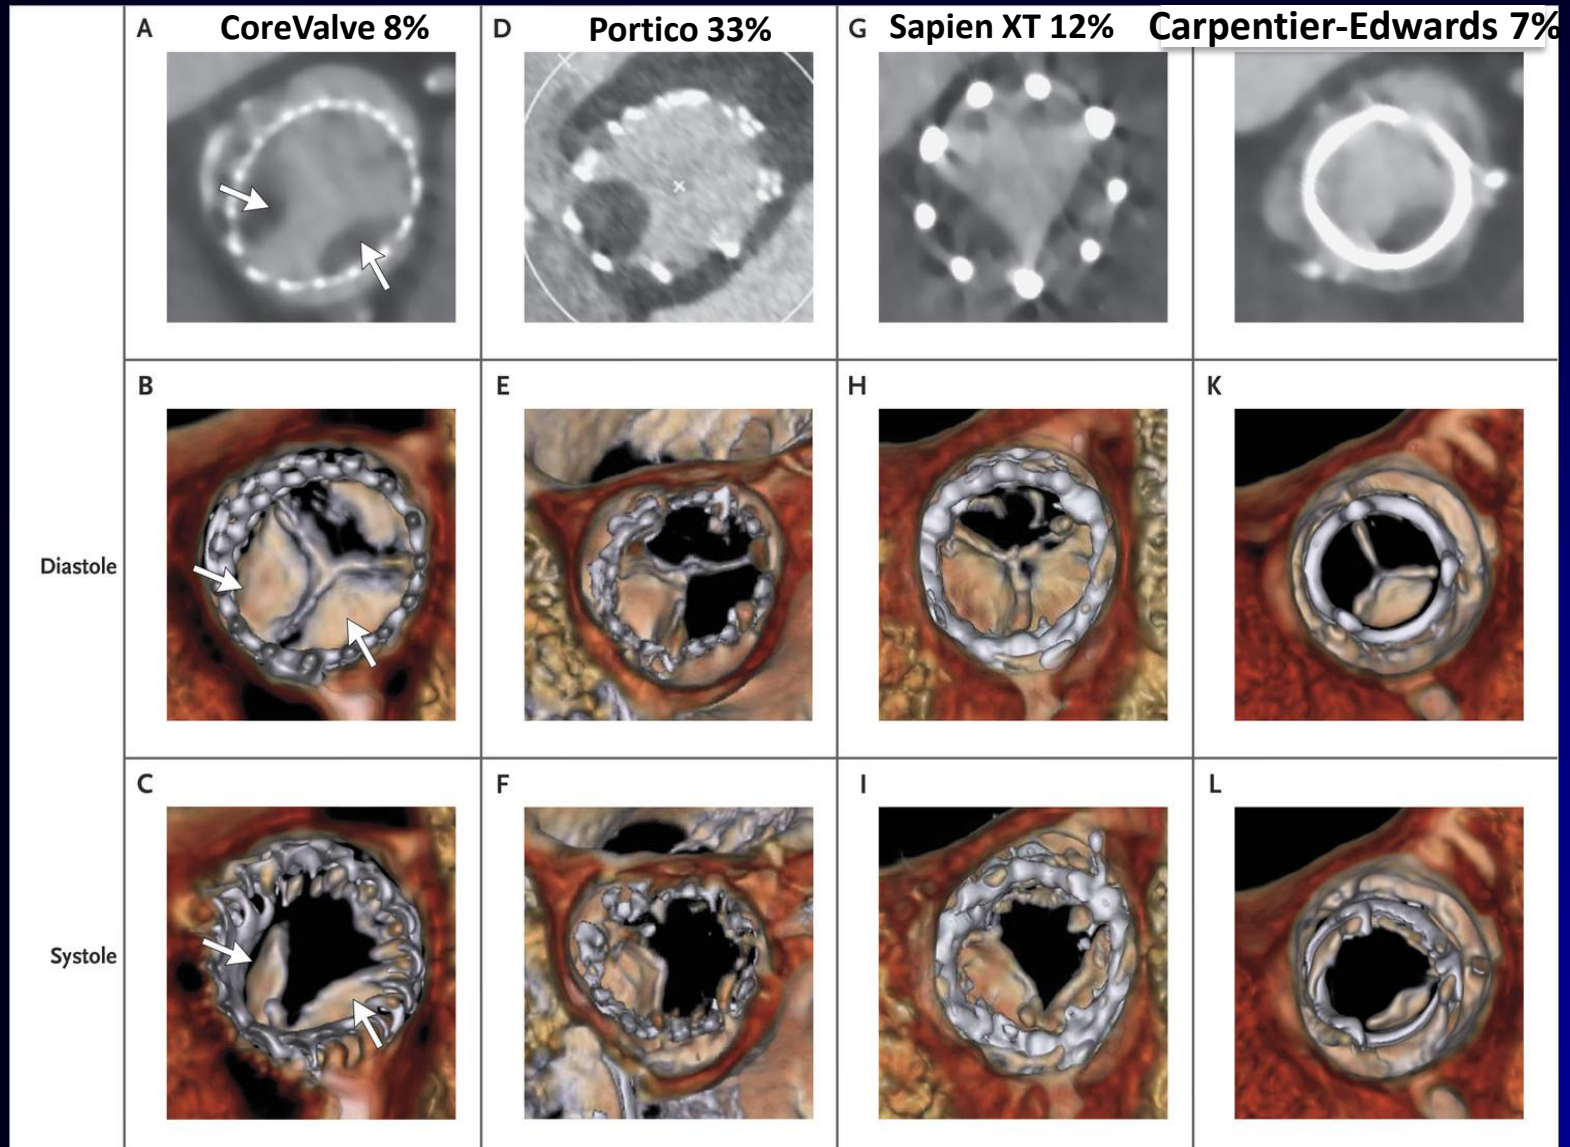 A CoreValve 8% D Portico 33% G Sapien XT 12% Carpentier-Edwards 7%
B E H K
Diastole
C F I L
Systole